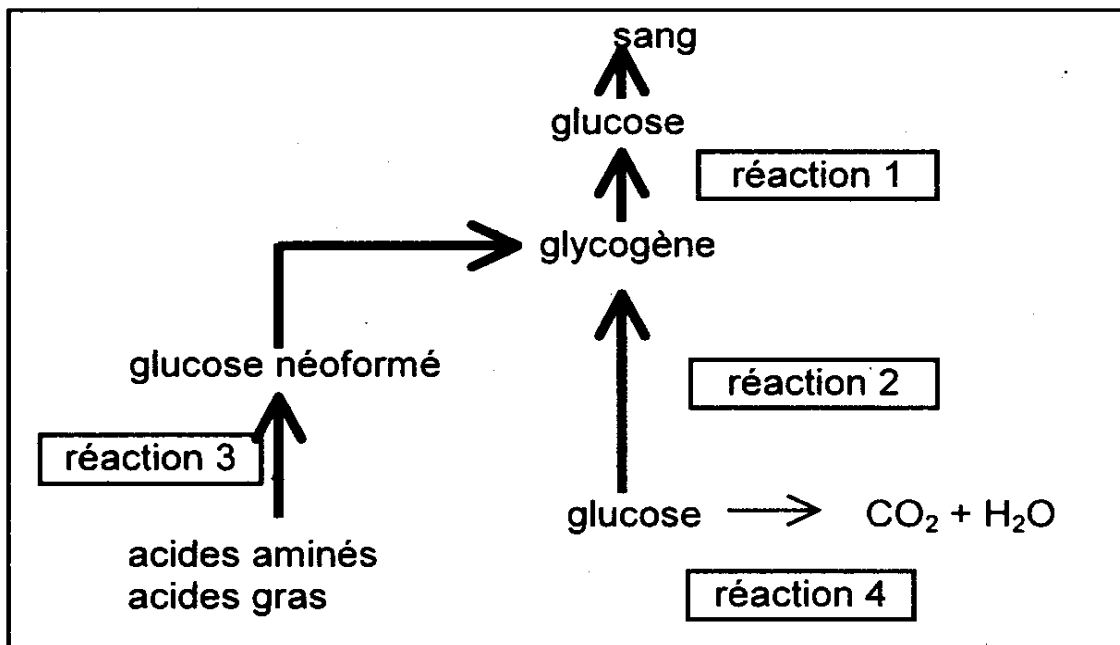 sang
glucose
réaction 1
glycogène
glucose néoformé
réaction 2
réaction 3
glucose → CO₂ + H₂O
acides aminés
acides gras
réaction 4